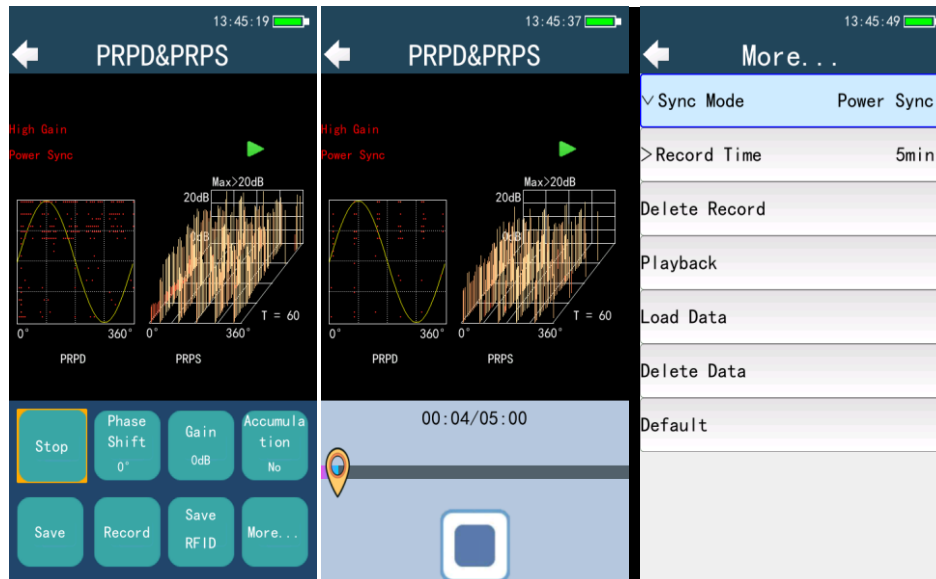 13:45:19
PRPD&PRPS
High Gain
Power Sync
Max>20dB
20dB
0dB
T = 60
0° 360° 0° 360°
PRPD PRPS
Stop
Phase Shift 0°
Gain 0dB
Accumulation No
Save
Record
Save RFID
More...
13:45:37
PRPD&PRPS
High Gain
Power Sync
Max>20dB
20dB
0dB
T = 60
0° 360° 0° 360°
PRPD PRPS
00:04/05:00
13:45:49
More...
Sync Mode Power Sync
>Record Time 5min
Delete Record
Playback
Load Data
Delete Data
Default